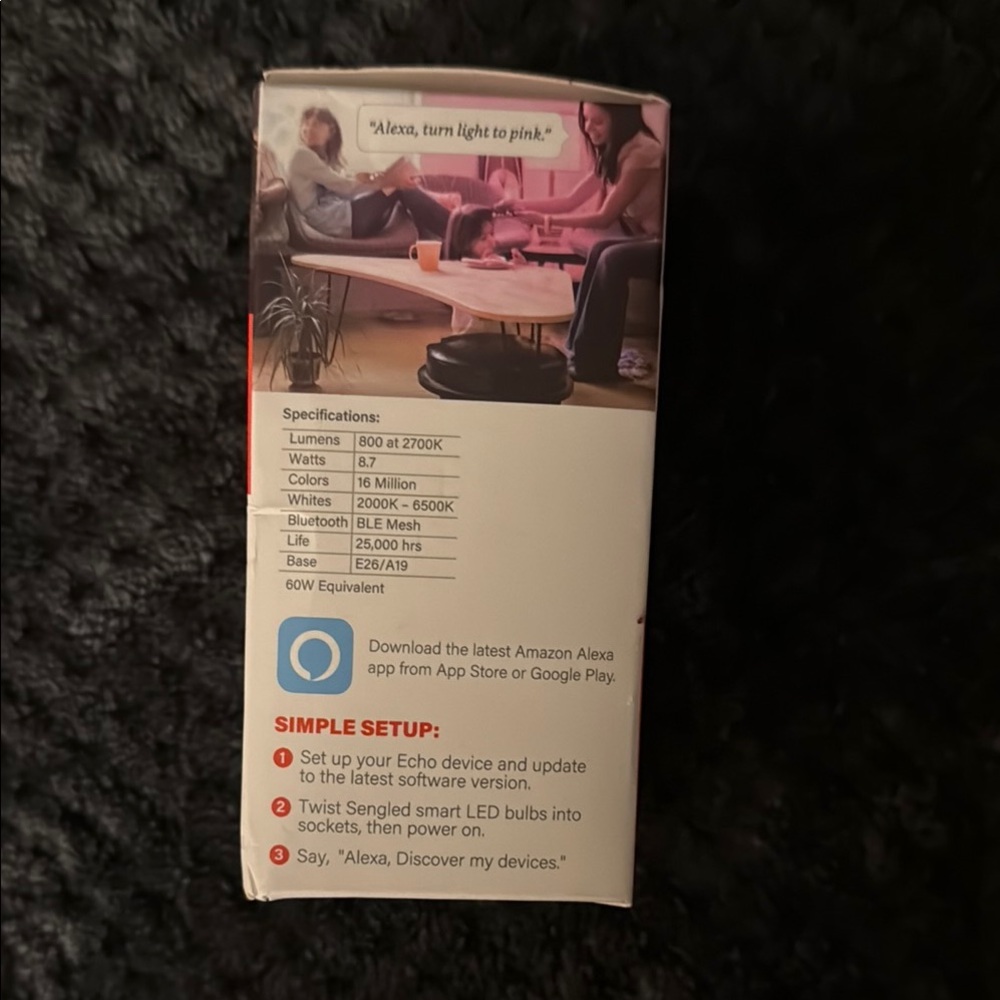 "Alexa, turn light to pink."
Specifications:
Lumens 800 at 2700K
Watts 8.7
Colors 16 Million
Whites 2000K – 6500K
Bluetooth BLE Mesh
Life 25,000 hrs
Base E26/A19
60W Equivalent
Download the latest Amazon Alexa
app from App Store or Google Play.
SIMPLE SETUP:
1 Set up your Echo device and update
to the latest software version.
2 Twist Sengled smart LED bulbs into
sockets, then power on.
3 Say, "Alexa, Discover my devices."